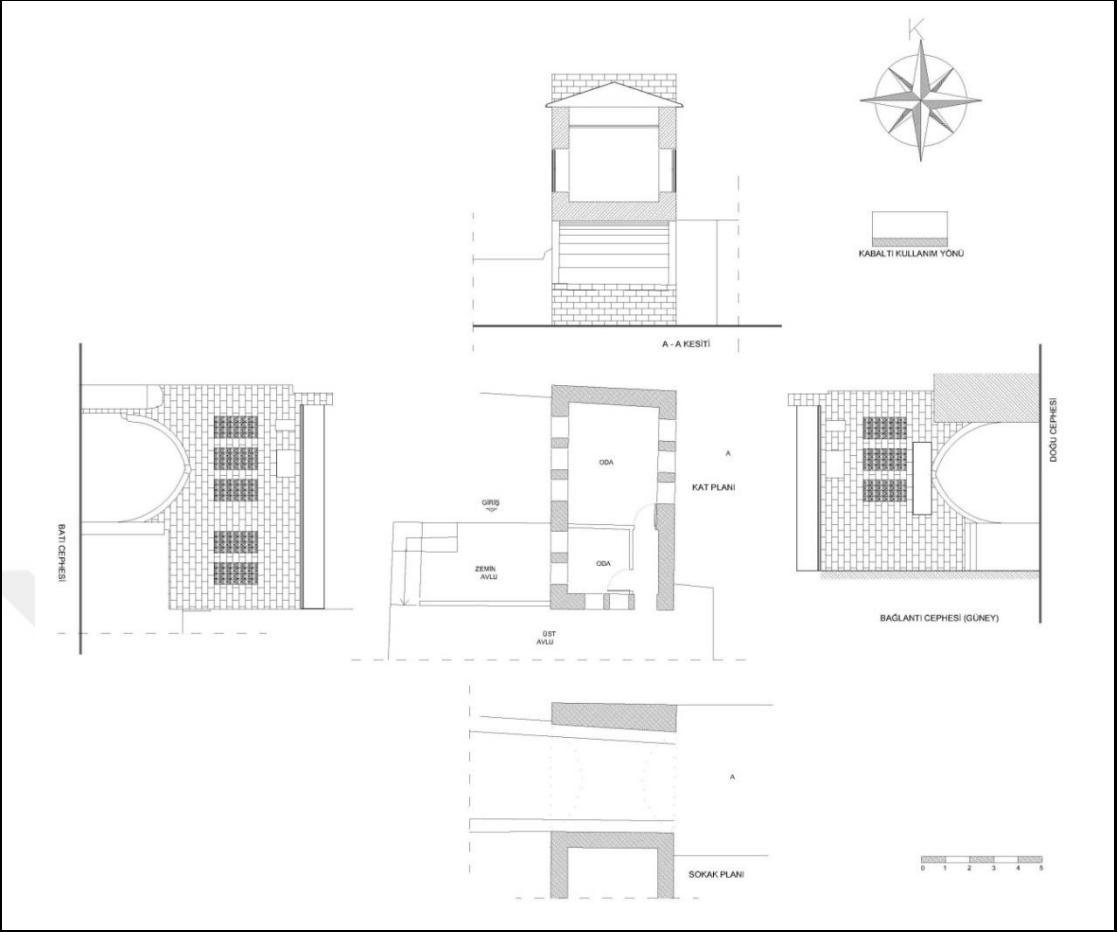 K
KABALTI KULLANIM YÖNÜ
A - A KESİTİ
BATI CEPHESİ
DOĞU CEPHESİ
ODA
A
KAT PLANI
GİRİŞ
ZEMİN
AVLU
ODA
ÜST
AVLU
BAĞLANTI CEPHESİ (GÜNEY)
A
SOKAK PLANI
0 1 2 3 4 5